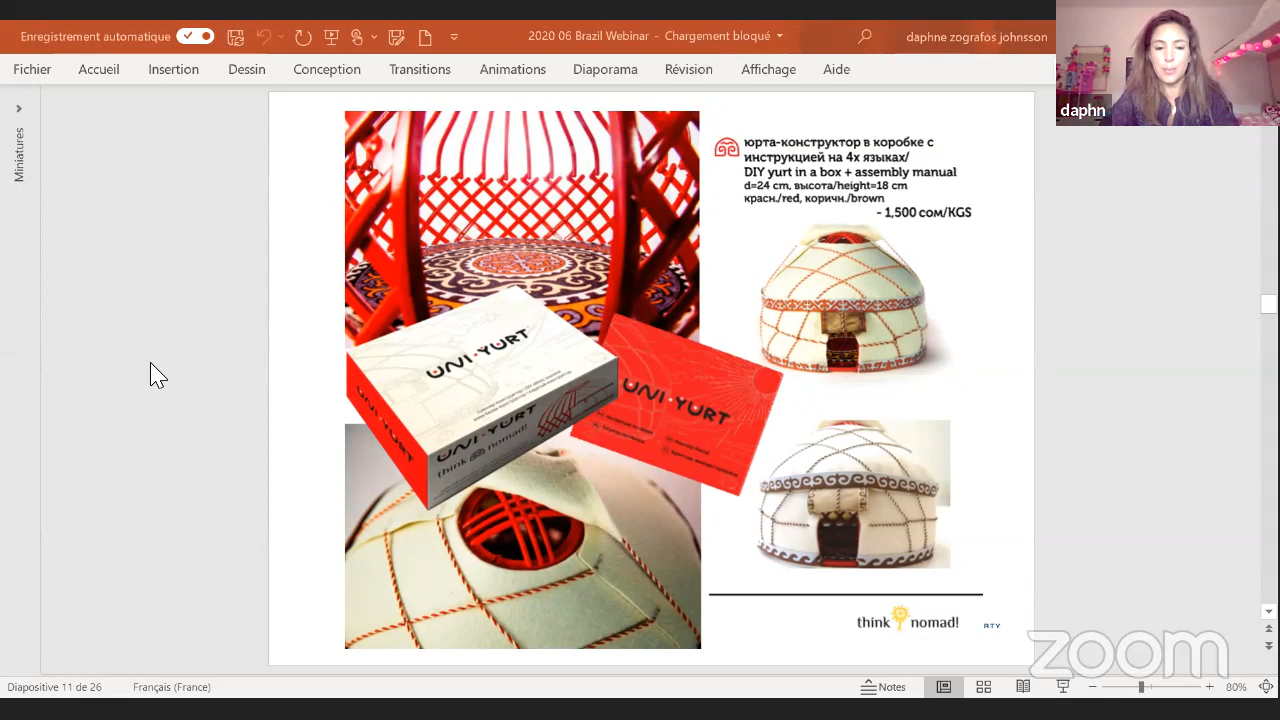 Enregistrement automatique
2020 06 Brazil Webinar - Chargement bloqué
daphne zografos johnsson
Fichier Accueil Insertion Dessin Conception Transitions Animations Diaporama Révision Affichage Aide
daphn
Miniatures
юрта-конструктор в коробке с
инструкцией на 4х языках/
DIY yurt in a box + assembly manual
d=24 cm, высота/height=18 cm
красн./red, коричн./brown
- 1,500 сом/KGS
UNI·YURT
UNI·YURT
UNI·YURT
think nomad!
UNI·YURT
think nomad!
RTY
zoom
Diapositive 11 de 26 Français (France) Notes 80%